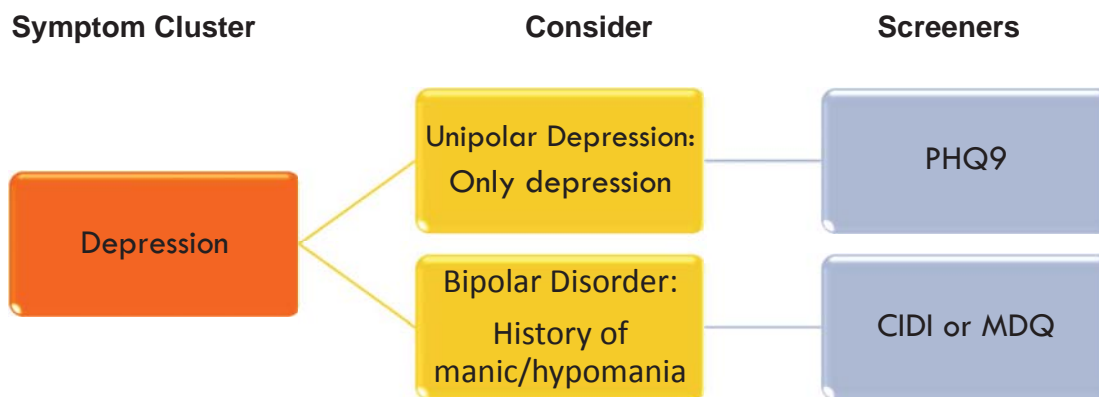 Symptom Cluster
Consider
Screeners
Depression
Unipolar Depression:
Only depression
PHQ9
Bipolar Disorder:
History of
manic/hypomania
CIDI or MDQ